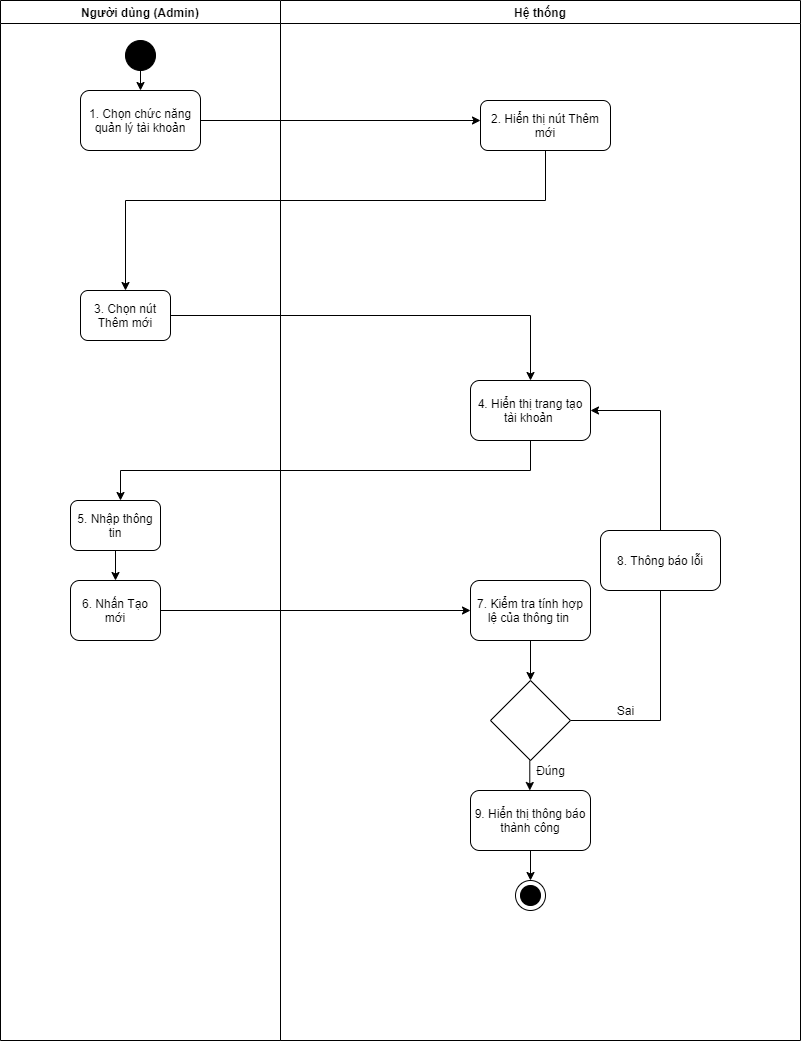 Người dùng (Admin)
Hệ thống
1. Chọn chức năng
quản lý tài khoản
2. Hiển thị nút Thêm
mới
3. Chọn nút
Thêm mới
4. Hiển thị trang tạo
tài khoản
5. Nhập thông
tin
8. Thông báo lỗi
6. Nhấn Tạo
mới
7. Kiểm tra tính hợp
lệ của thông tin
Sai
Đúng
9. Hiển thị thông báo
thành công